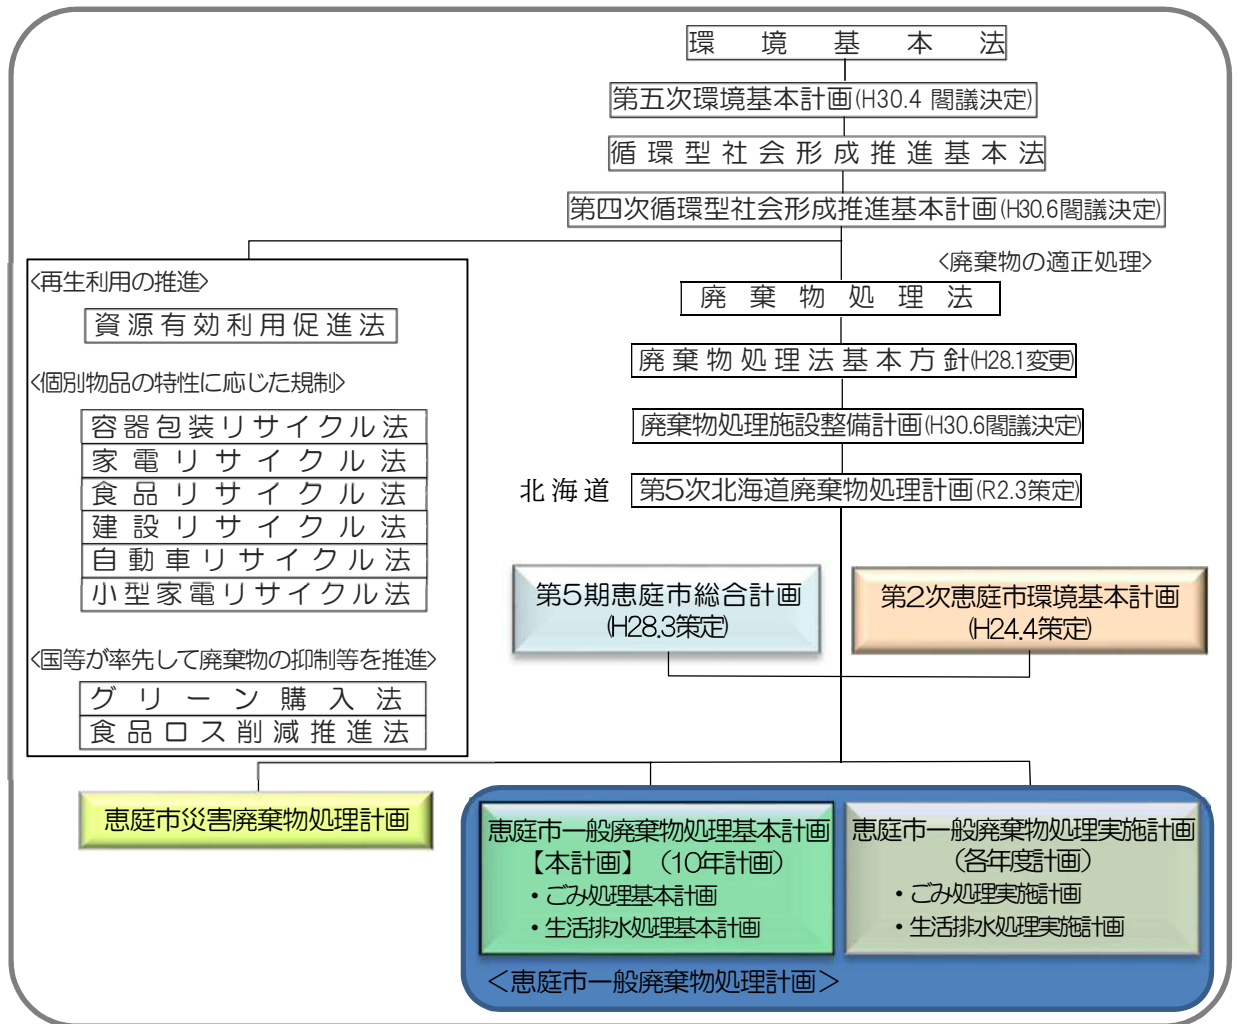 環境基本法
第五次環境基本計画(H30.4 閣議決定)
循環型社会形成推進基本法
第四次循環型社会形成推進基本計画(H30.6閣議決定)
<廃棄物の適正処理>
廃棄物処理法
廃棄物処理法基本方針(H28.1変更)
廃棄物処理施設整備計画(H30.6閣議決定)
北海道 第5次北海道廃棄物処理計画(R2.3策定)
<再生利用の推進>
資源有効利用促進法
<個別物品の特性に応じた規制>
容器包装リサイクル法
家電リサイクル法
食品リサイクル法
建設リサイクル法
自動車リサイクル法
小型家電リサイクル法
<国等が率先して廃棄物の抑制等を推進>
グリーン購入法
食品ロス削減推進法
第5期恵庭市総合計画
(H28.3策定)
第2次恵庭市環境基本計画
(H24.4策定)
恵庭市災害廃棄物処理計画
恵庭市一般廃棄物処理基本計画
【本計画】（10年計画）
・ごみ処理基本計画
・生活排水処理基本計画
恵庭市一般廃棄物処理実施計画
（各年度計画）
・ごみ処理実施計画
・生活排水処理実施計画
＜恵庭市一般廃棄物処理計画＞